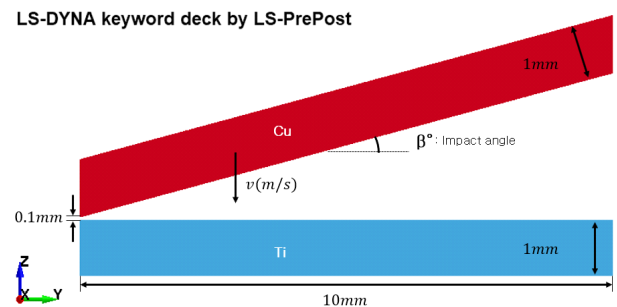 LS-DYNA keyword deck by LS-PrePost
1mm
Cu
β°: Impact angle
v(m/s)
0.1mm
Ti
1mm
Z
X Y
10mm